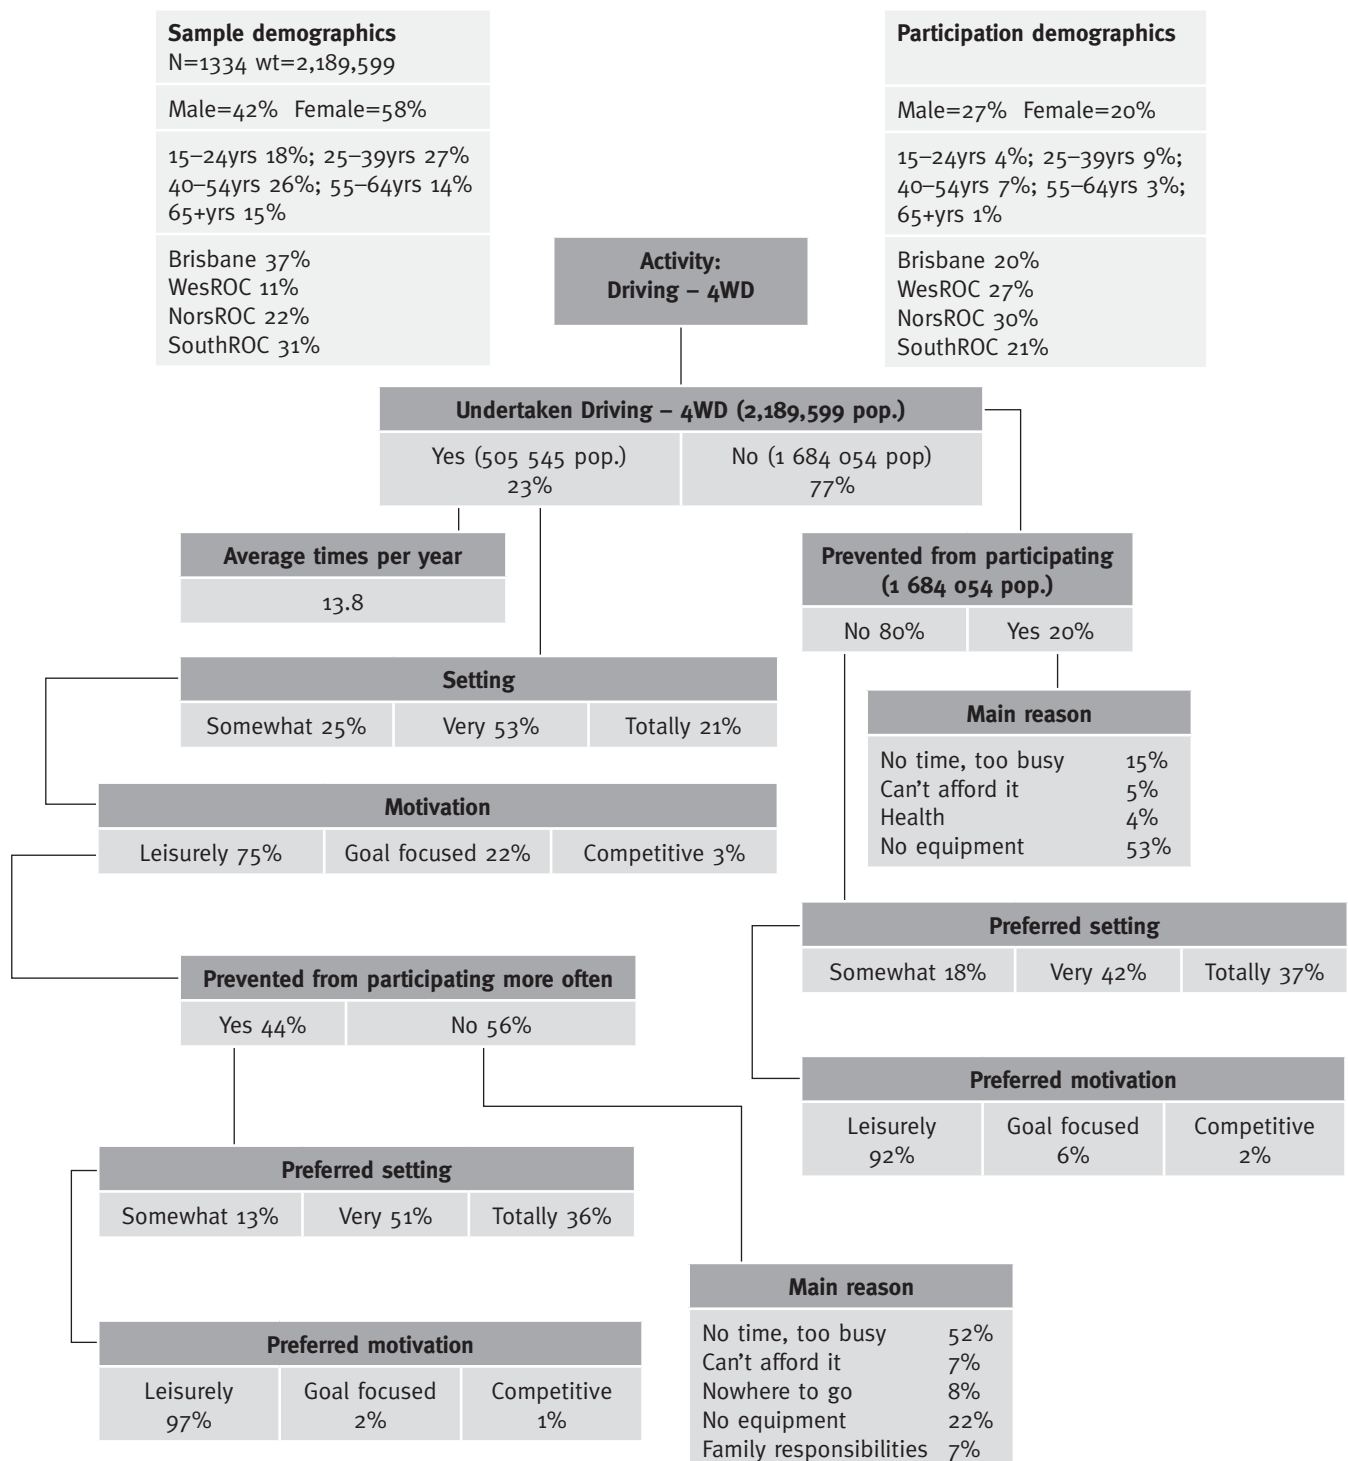 Sample demographics
N=1334 wt=2,189,599
Male=42% Female=58%
15–24yrs 18%; 25–39yrs 27%
40–54yrs 26%; 55–64yrs 14%
65+yrs 15%
Brisbane 37%
WesROC 11%
NorsROC 22%
SouthROC 31%
Participation demographics
Male=27% Female=20%
15–24yrs 4%; 25–39yrs 9%;
40–54yrs 7%; 55–64yrs 3%;
65+yrs 1%
Brisbane 20%
WesROC 27%
NorsROC 30%
SouthROC 21%
Activity:
Driving – 4WD
Undertaken Driving – 4WD (2,189,599 pop.)
Yes (505 545 pop.)
23%
No (1 684 054 pop)
77%
Average times per year
13.8
Prevented from participating
(1 684 054 pop.)
No 80%
Yes 20%
Setting
Somewhat 25%
Very 53%
Totally 21%
Main reason
No time, too busy 15%
Can't afford it 5%
Health 4%
No equipment 53%
Motivation
Leisurely 75%
Goal focused 22%
Competitive 3%
Preferred setting
Somewhat 18%
Very 42%
Totally 37%
Prevented from participating more often
Yes 44%
No 56%
Preferred motivation
Leisurely
92%
Goal focused
6%
Competitive
2%
Preferred setting
Somewhat 13%
Very 51%
Totally 36%
Main reason
No time, too busy 52%
Can't afford it 7%
Nowhere to go 8%
No equipment 22%
Family responsibilities 7%
Preferred motivation
Leisurely
97%
Goal focused
2%
Competitive
1%